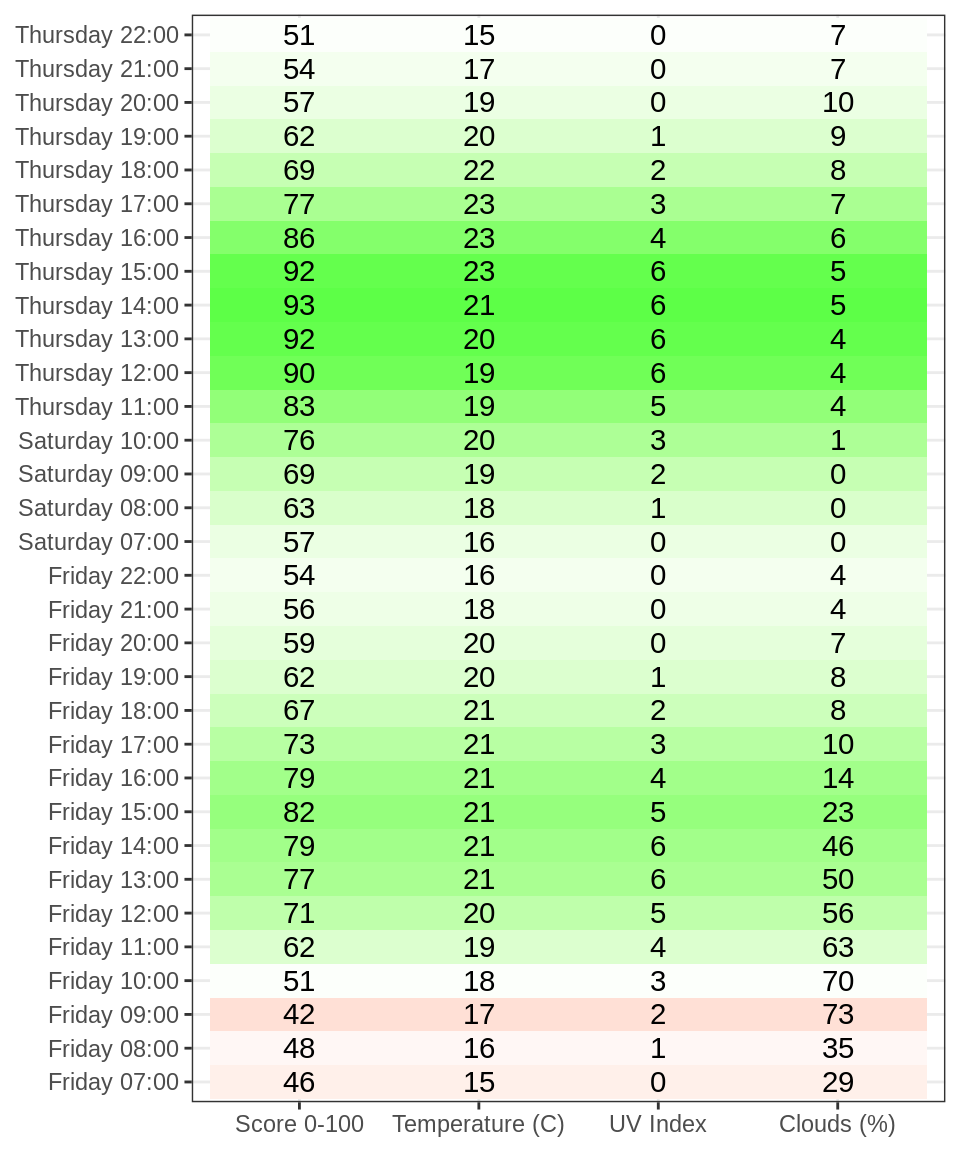 Thursday 22:00 51 15 0 7
Thursday 21:00 54 17 0 7
Thursday 20:00 57 19 0 10
Thursday 19:00 62 20 1 9
Thursday 18:00 69 22 2 8
Thursday 17:00 77 23 3 7
Thursday 16:00 86 23 4 6
Thursday 15:00 92 23 6 5
Thursday 14:00 93 21 6 5
Thursday 13:00 92 20 6 4
Thursday 12:00 90 19 6 4
Thursday 11:00 83 19 5 4
Saturday 10:00 76 20 3 1
Saturday 09:00 69 19 2 0
Saturday 08:00 63 18 1 0
Saturday 07:00 57 16 0 0
Friday 22:00 54 16 0 4
Friday 21:00 56 18 0 4
Friday 20:00 59 20 0 7
Friday 19:00 62 20 1 8
Friday 18:00 67 21 2 8
Friday 17:00 73 21 3 10
Friday 16:00 79 21 4 14
Friday 15:00 82 21 5 23
Friday 14:00 79 21 6 46
Friday 13:00 77 21 6 50
Friday 12:00 71 20 5 56
Friday 11:00 62 19 4 63
Friday 10:00 51 18 3 70
Friday 09:00 42 17 2 73
Friday 08:00 48 16 1 35
Friday 07:00 46 15 0 29
Score 0-100 Temperature (C) UV Index Clouds (%)